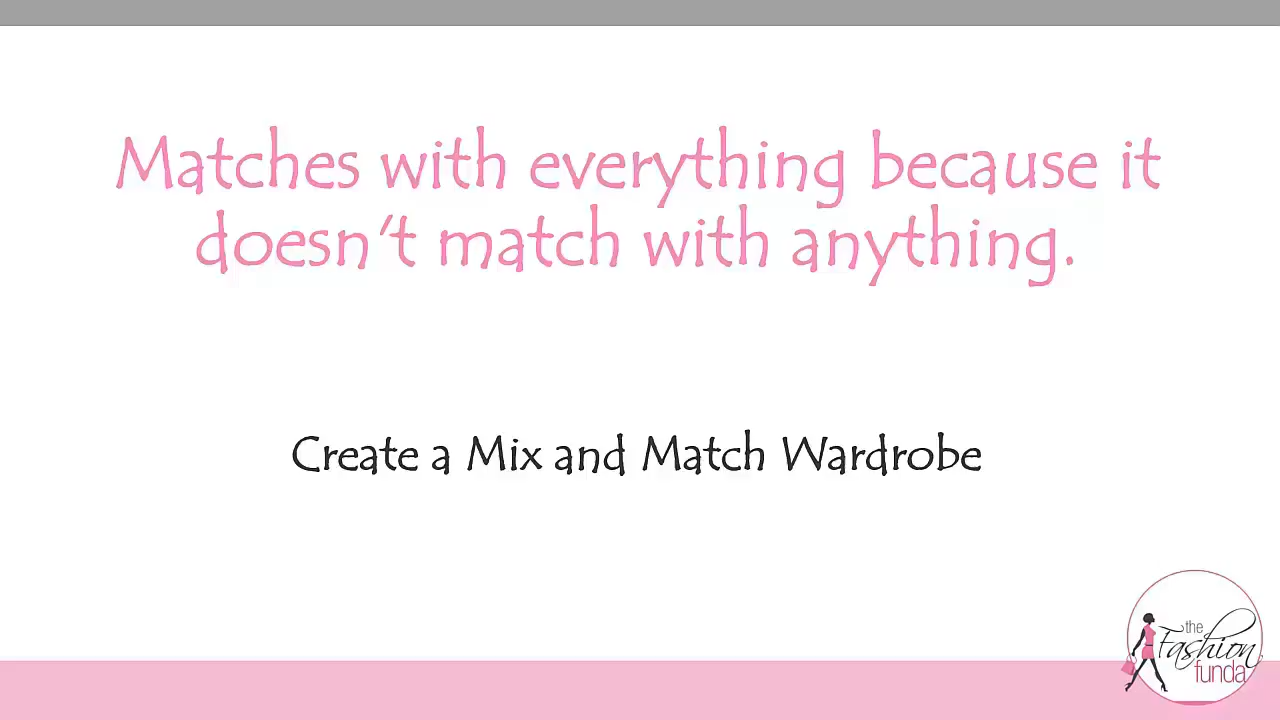 Matches with everything because it
doesn't match with anything.
Create a Mix and Match Wardrobe
the
Fashion
funda